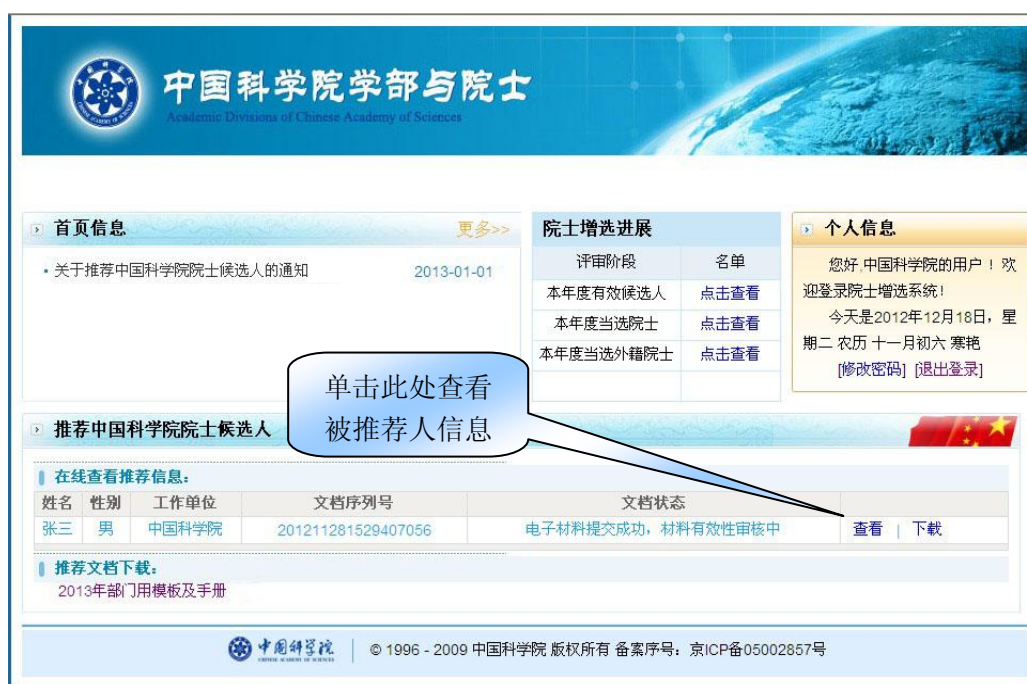 中国科学院学部与院士
Academic Divisions of Chinese Academy of Sciences
首页信息 更多>>
• 关于推荐中国科学院院士候选人的通知 2013-01-01
院士增选进展
评审阶段 名单
本年度有效候选人 点击查看
本年度当选院士 点击查看
本年度当选外籍院士 点击查看
个人信息
您好,中国科学院的用户！欢
迎登录院士增选系统!
今天是2012年12月18日，星
期二 农历 十一月初六 寒艳
[修改密码] [退出登录]
单击此处查看
被推荐人信息
推荐中国科学院院士候选人
在线查看推荐信息：
姓名 性别 工作单位 文档序列号 文档状态
张三 男 中国科学院 201211281529407056 电子材料提交成功，材料有效性审核中 查看 | 下载
推荐文档下载：
2013年部门用模板及手册
中国科学院 © 1996 - 2009 中国科学院 版权所有 备案序号：京ICP备05002857号